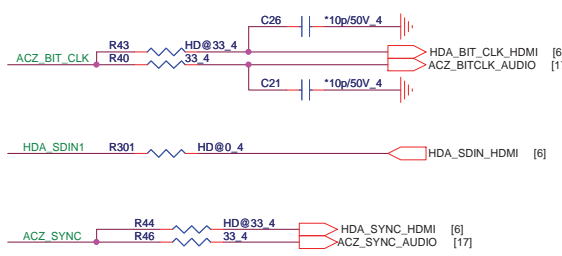 C26 *10p/50V_4
R43 HD@33_4 HDA_BIT_CLK_HDMI [6
ACZ_BIT_CLK R40 33_4 ACZ_BITCLK_AUDIO [1
C21 *10p/50V_4
HDA_SDIN1 R301 HD@0_4 HDA_SDIN_HDMI [6]
R44 HD@33_4 HDA_SYNC_HDMI [6]
ACZ_SYNC R46 33_4 ACZ_SYNC_AUDIO [17]